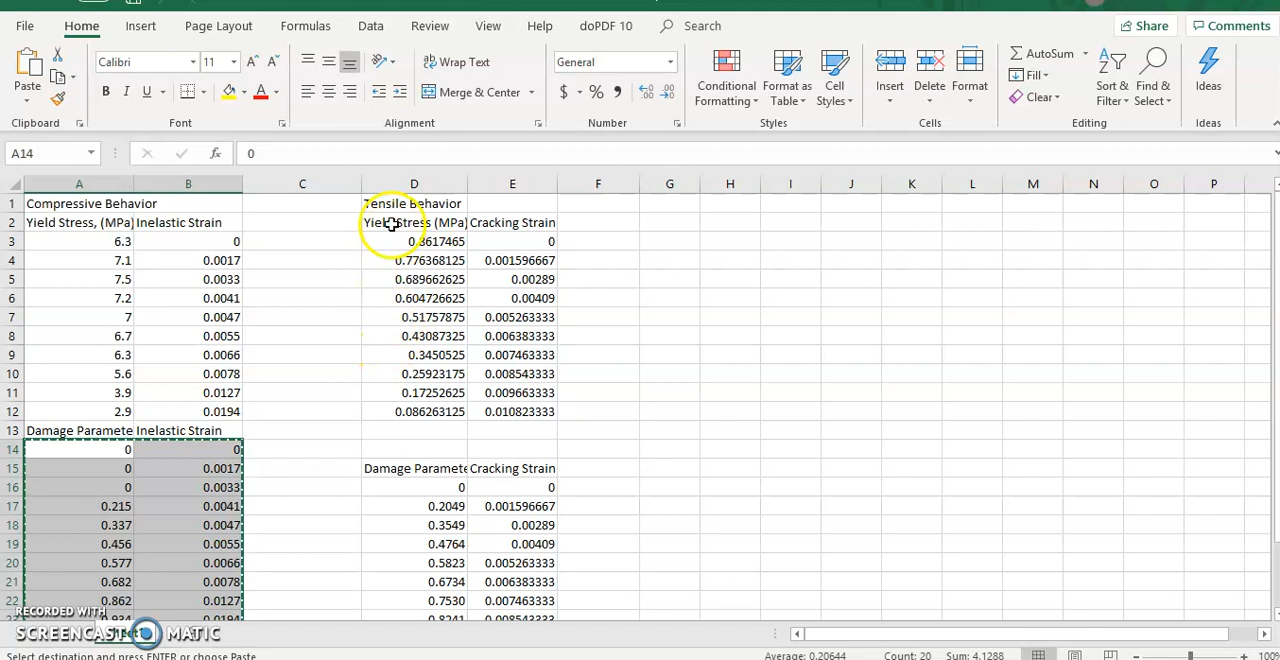 File Home Insert Page Layout Formulas Data Review View Help doPDF 10 Search Share Comments
Paste Calibri 11 A A Wrap Text General Conditional Format as Cell Insert Delete Format AutoSum Sort & Find & Ideas
B I U A Merge & Center $ % Formatting Table Styles Fill Clear Filter Select
Clipboard Font Alignment Number Styles Cells Editing Ideas
A14 fx 0
A B C D E F G H I J K L M N O P
1 Compressive Behavior Tensile Behavior
2 Yield Stress, (MPa) Inelastic Strain Yield Stress (MPa) Cracking Strain
3 6.3 0 0.8617465 0
4 7.1 0.0017 0.776368125 0.001596667
5 7.5 0.0033 0.689662625 0.00289
6 7.2 0.0041 0.604726625 0.00409
7 7 0.0047 0.51757875 0.005263333
8 6.7 0.0055 0.43087325 0.006383333
9 6.3 0.0066 0.3450525 0.007463333
10 5.6 0.0078 0.25923175 0.008543333
11 3.9 0.0127 0.17252625 0.009663333
12 2.9 0.0194 0.086263125 0.010823333
13 Damage Paramete Inelastic Strain
14 0 0
15 0 0.0017 Damage Paramete Cracking Strain
16 0 0.0033 0 0
17 0.215 0.0041 0.2049 0.001596667
18 0.337 0.0047 0.3549 0.00289
19 0.456 0.0055 0.4764 0.00409
20 0.577 0.0066 0.5823 0.005263333
21 0.682 0.0078 0.6734 0.006383333
22 0.862 0.0127 0.7530 0.007463333
23 0.934 0.0194 0.8241 0.008543333
RECORDED WITH
SCREENCAST MATIC
Select destination and press ENTER or choose Paste Average: 0.20644 Count: 20 Sum: 4.1288 100%